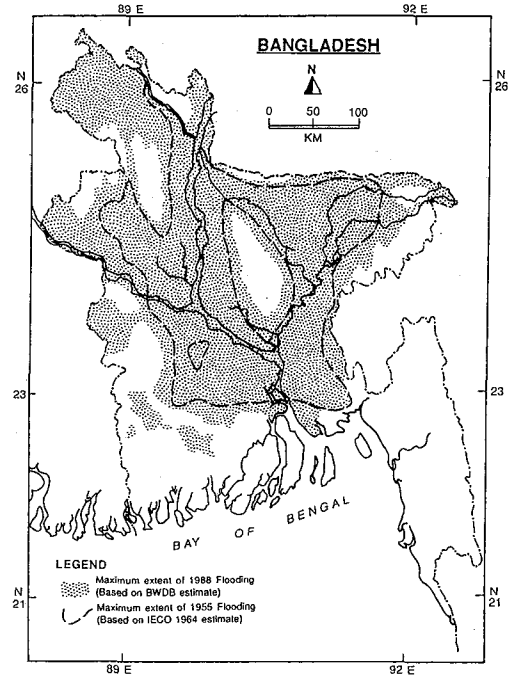 89 E
92 E
BANGLADESH
N
26
N
26
N
0 50 100
KM
23
23
BAY OF BENGAL
LEGEND
Maximum extent of 1988 Flooding
(Based on BWDB estimate)
Maximum extent of 1955 Flooding
(Based on IECO 1964 estimate)
N
21
N
21
89 E
92 E